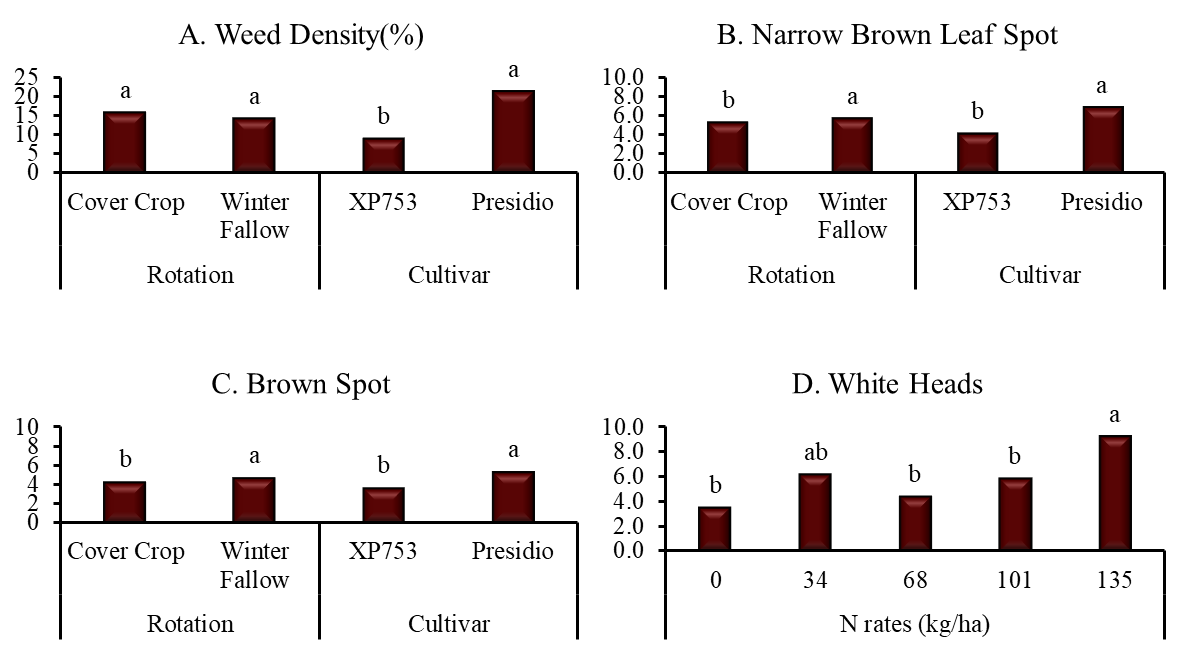 A. Weed Density(%)
25
20
15
10
5
0
a
a
b
a
Cover Crop
Winter
Fallow
XP753
Presidio
Rotation
Cultivar
B. Narrow Brown Leaf Spot
10.0
8.0
6.0
4.0
2.0
0.0
b
a
b
a
Cover Crop
Winter
Fallow
XP753
Presidio
Rotation
Cultivar
C. Brown Spot
10
8
6
4
2
0
b
a
b
a
Cover Crop
Winter
Fallow
XP753
Presidio
Rotation
Cultivar
D. White Heads
10.0
8.0
6.0
4.0
2.0
0.0
b
ab
b
b
a
0
34
68
101
135
N rates (kg/ha)